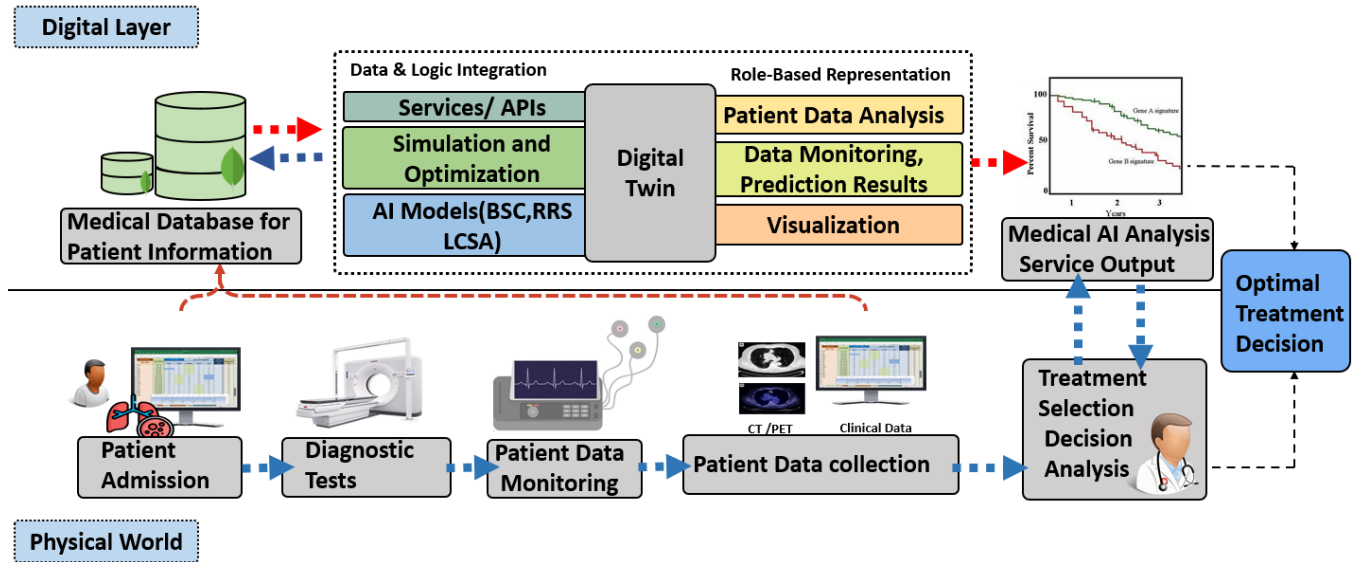 Digital Layer
Data & Logic Integration
Services/ APIs
Simulation and
Optimization
AI Models(BSC,RRS
LCSA)
Digital
Twin
Role-Based Representation
Patient Data Analysis
Data Monitoring,
Prediction Results
Visualization
Medical Database for
Patient Information
Percent Survival
100
50
0
Gene A signature
Gene B signature
1 2 3
Years
Medical AI Analysis
Service Output
Optimal
Treatment
Decision
Patient
Admission
Diagnostic
Tests
Patient Data
Monitoring
CT /PET
Clinical Data
Patient Data collection
Treatment
Selection
Decision
Analysis
Physical World